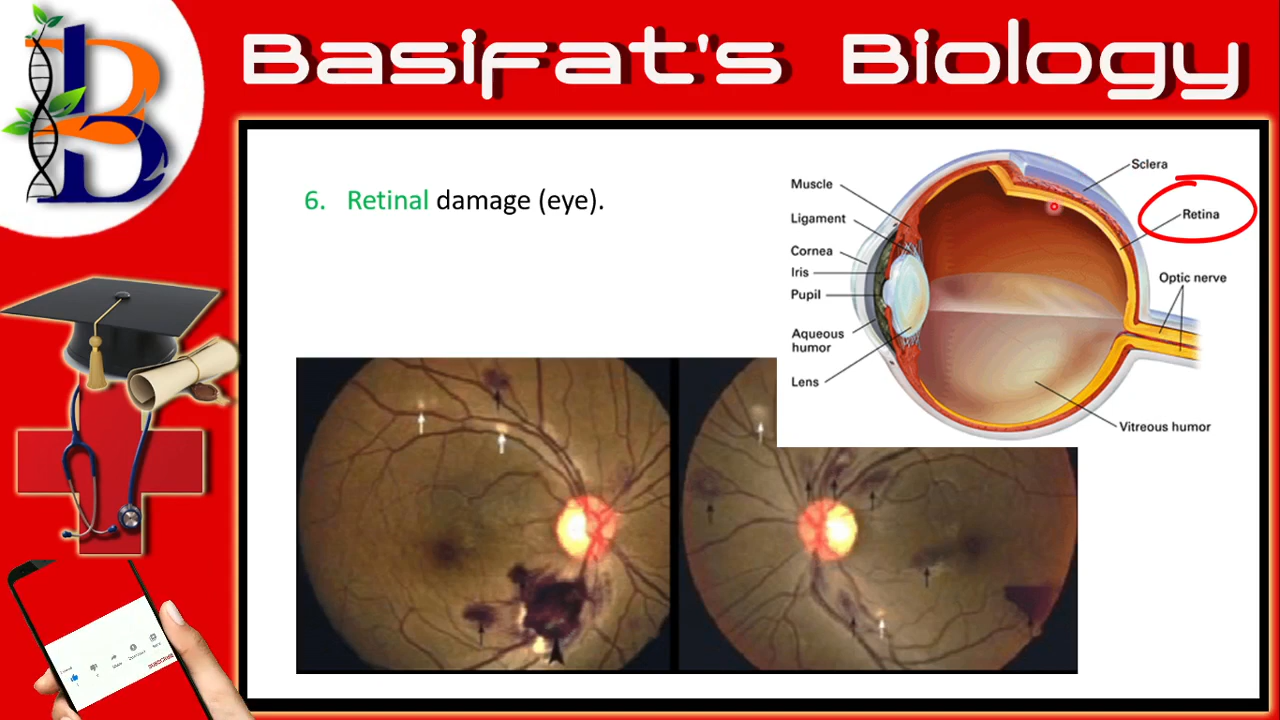 Basifat's Biology
6. Retinal damage (eye).
Muscle
Ligament
Cornea
Iris
Pupil
Aqueous
humor
Lens
Sclera
Retina
Optic nerve
Vitreous humor
SUBSCRIBE